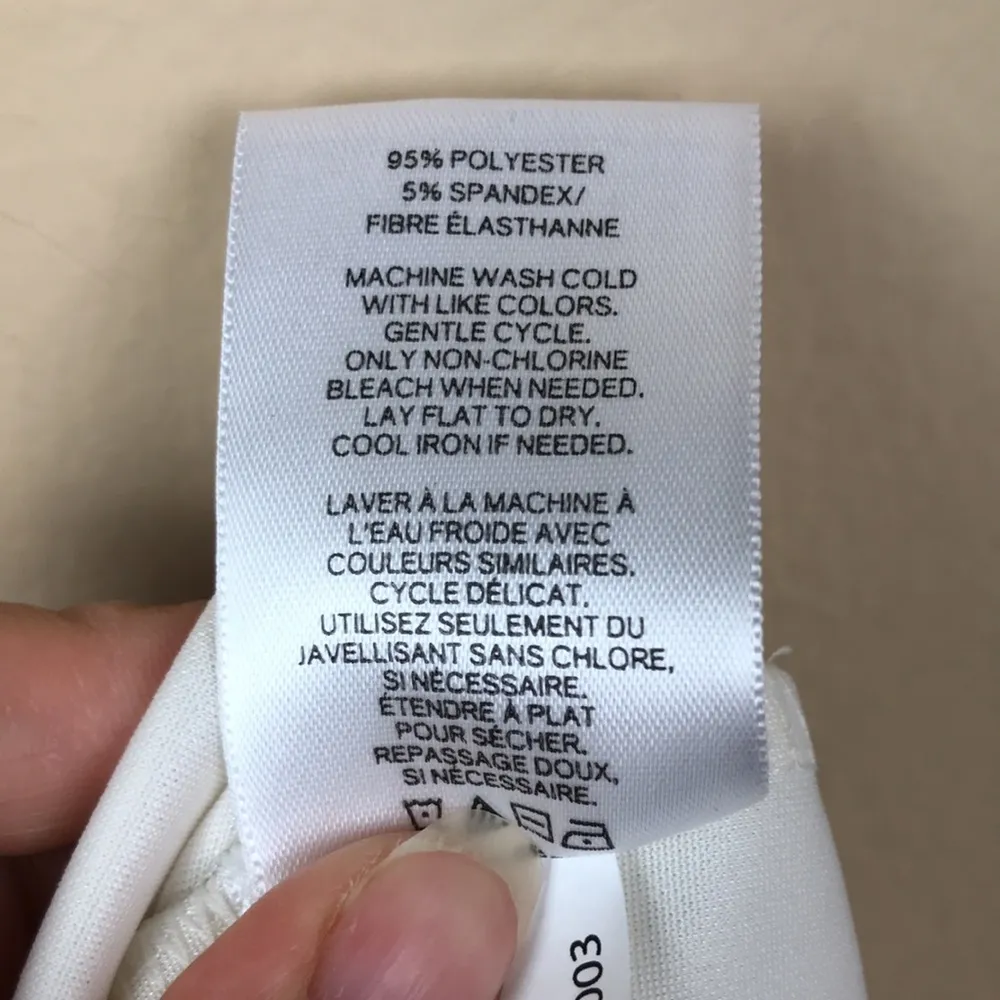 95% POLYESTER
5% SPANDEX/
FIBRE ÉLASTHANNE
MACHINE WASH COLD
WITH LIKE COLORS.
GENTLE CYCLE.
ONLY NON-CHLORINE
BLEACH WHEN NEEDED.
LAY FLAT TO DRY.
COOL IRON IF NEEDED.
LAVER À LA MACHINE À
L'EAU FROIDE AVEC
COULEURS SIMILAIRES.
CYCLE DÉLICAT.
UTILISEZ SEULEMENT DU
JAVELLISANT SANS CHLORE,
SI NÉCESSAIRE.
ÉTENDRE À PLAT
POUR SÉCHER.
REPASSAGE DOUX,
SI NÉCESSAIRE.
003